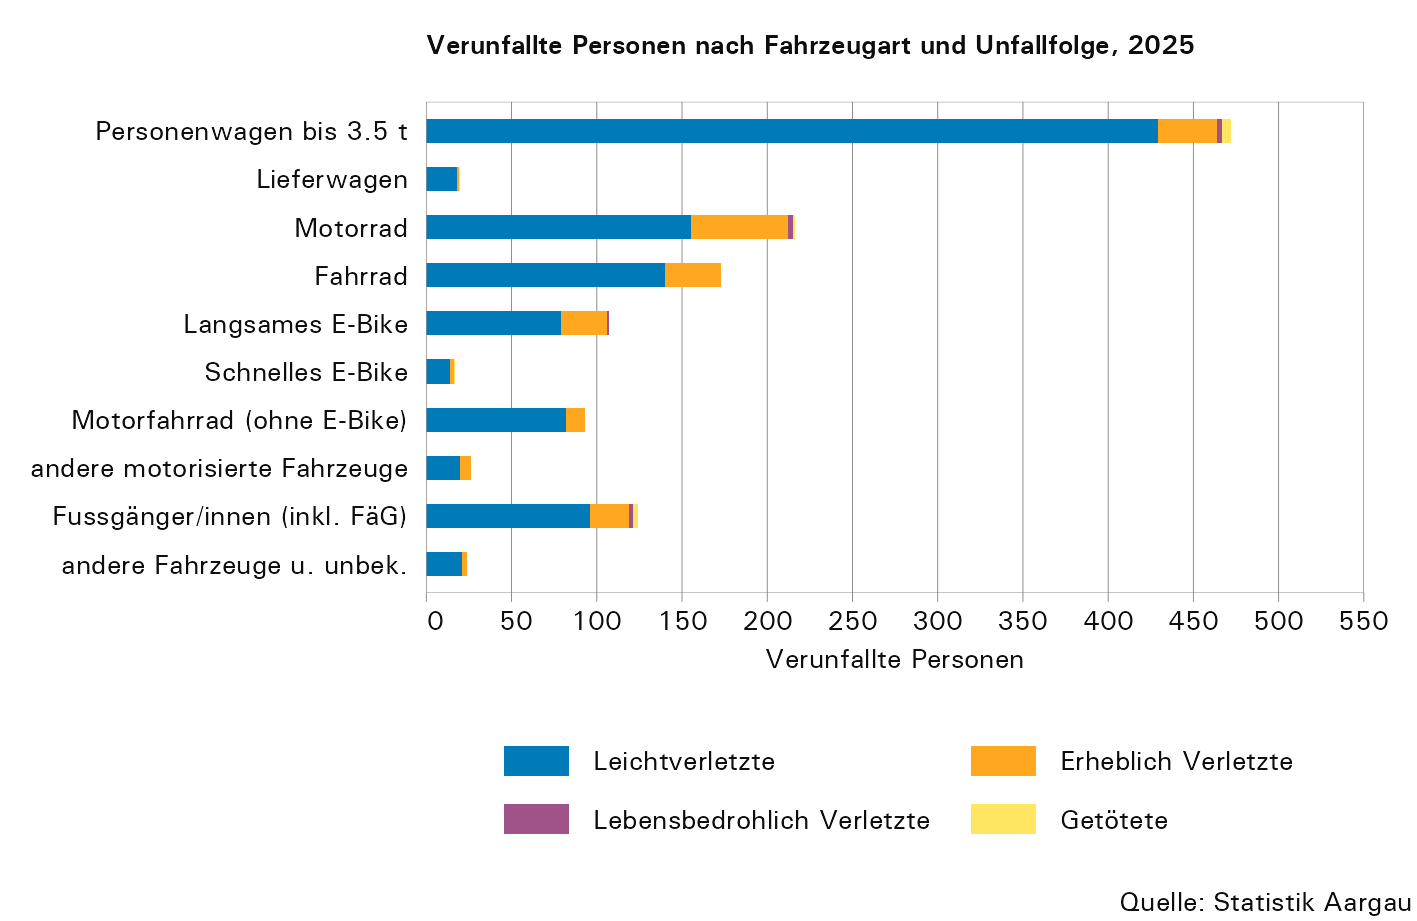 Verunfallte Personen nach Fahrzeugart und Unfallfolge, 2025
Personenwagen bis 3.5 t
Lieferwagen
Motorrad
Fahrrad
Langsames E-Bike
Schnelles E-Bike
Motorfahrrad (ohne E-Bike)
andere motorisierte Fahrzeuge
Fussgänger/innen (inkl. FäG)
andere Fahrzeuge u. unbek.
0 50 100 150 200 250 300 350 400 450 500 550
Verunfallte Personen
Leichtverletzte Erheblich Verletzte
Lebensbedrohlich Verletzte Getötete
Quelle: Statistik Aargau